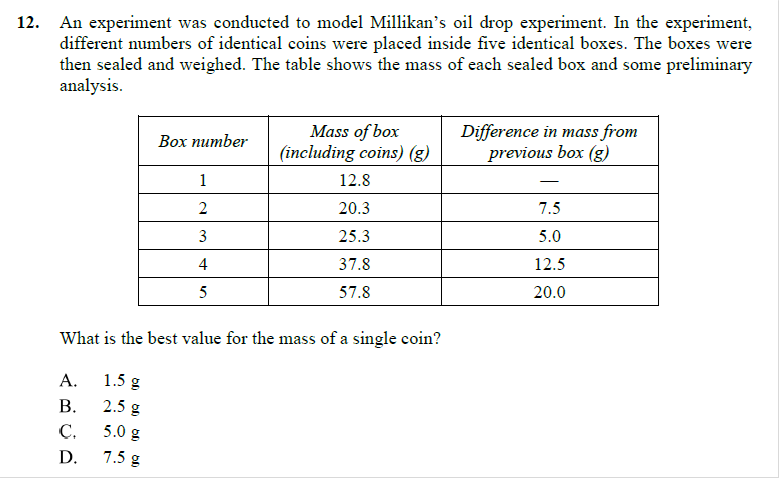 12. An experiment was conducted to model Millikan's oil drop experiment. In the experiment,
different numbers of identical coins were placed inside five identical boxes. The boxes were
then sealed and weighed. The table shows the mass of each sealed box and some preliminary
analysis.
Box number | Mass of box (including coins) (g) | Difference in mass from previous box (g)
1 | 12.8 | —
2 | 20.3 | 7.5
3 | 25.3 | 5.0
4 | 37.8 | 12.5
5 | 57.8 | 20.0
What is the best value for the mass of a single coin?
A. 1.5 g
B. 2.5 g
C. 5.0 g
D. 7.5 g